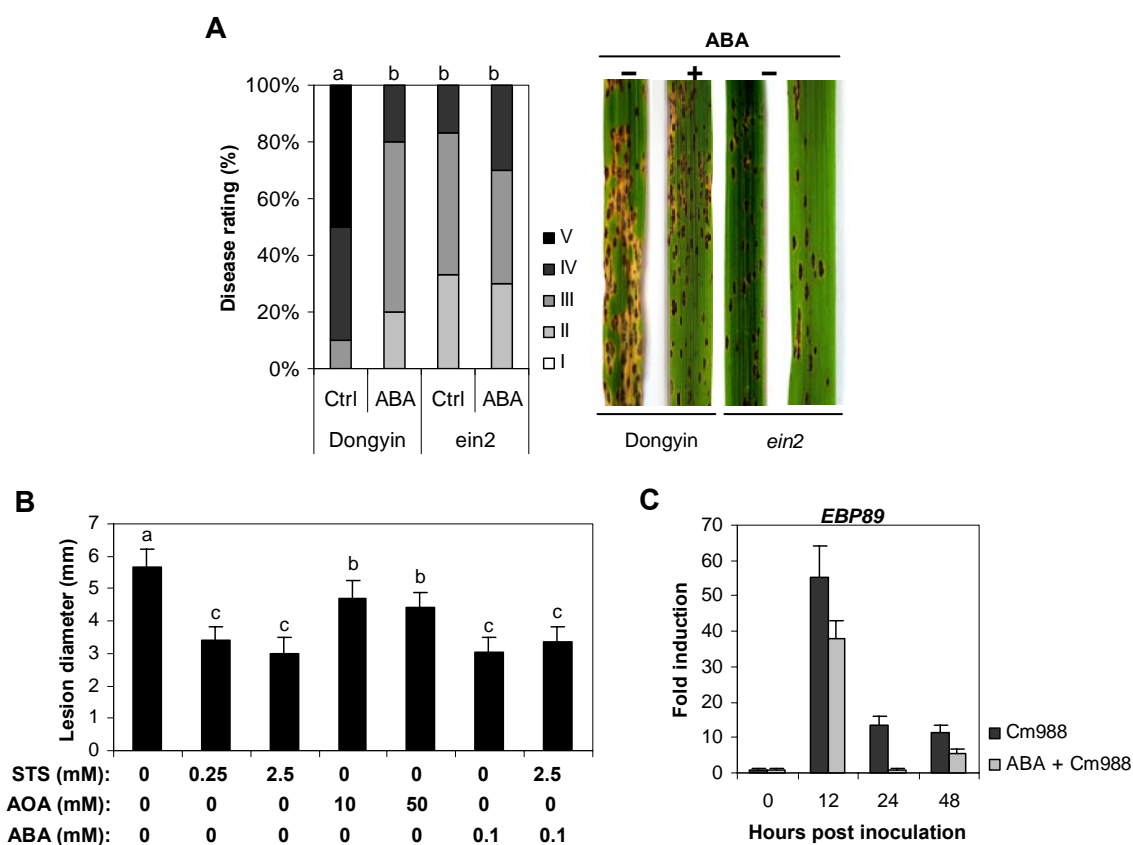 A
ABA
a b b b
− + −
100%
80%
60%
40%
20%
0%
Disease rating (%)
V
IV
III
II
I
Ctrl ABA Ctrl ABA
Dongyin ein2
Dongyin ein2
B
7
6
5
4
3
2
1
0
Lesion diameter (mm)
a c c b b c c
STS (mM): 0 0.25 2.5 0 0 0 2.5
AOA (mM): 0 0 0 10 50 0 0
ABA (mM): 0 0 0 0 0 0.1 0.1
C
EBP89
70
60
50
40
30
20
10
0
Fold induction
Cm988
ABA + Cm988
0 12 24 48
Hours post inoculation